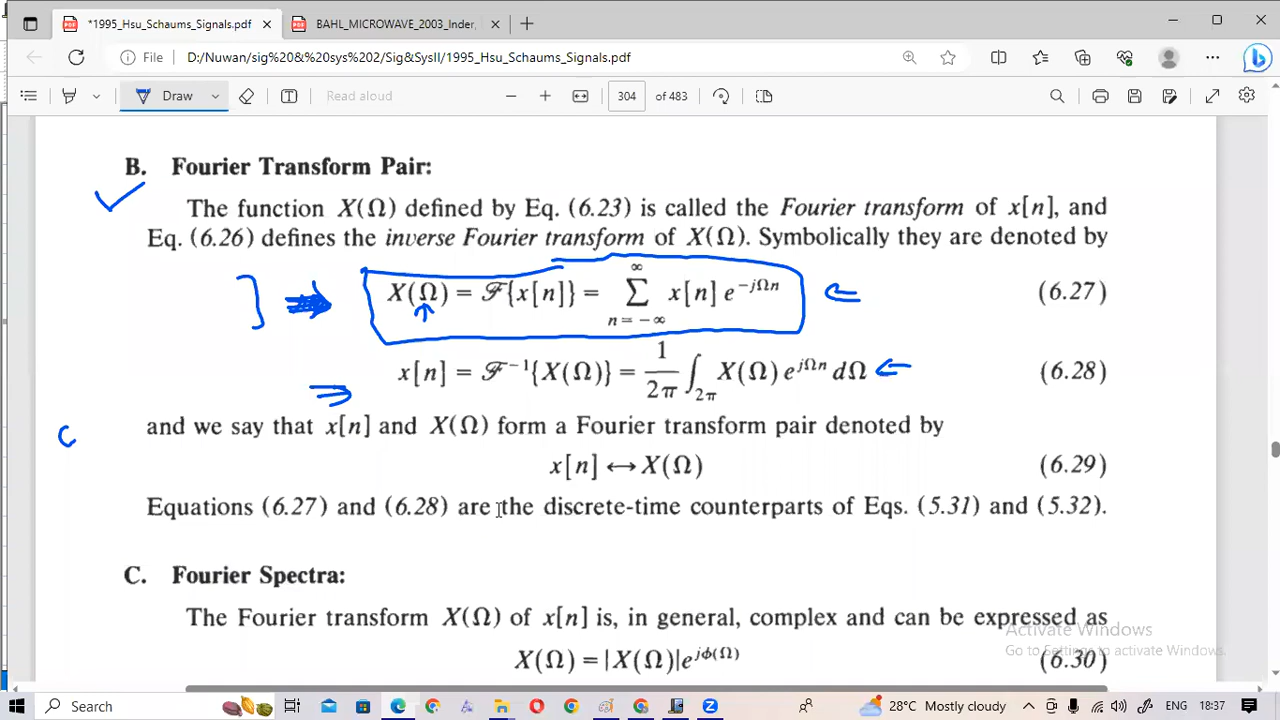 *1995_Hsu_Schaums_Signals.pdf
BAHL_MICROWAVE_2003_Inder,
File D:/Nuwan/sig%20&%20sys%202/Sig&SysII/1995_Hsu_Schaums_Signals.pdf
Draw Read aloud 304 of 483
B. Fourier Transform Pair:
The function X(Ω) defined by Eq. (6.23) is called the Fourier transform of x[n], and
Eq. (6.26) defines the inverse Fourier transform of X(Ω). Symbolically they are denoted by
X(Ω) = ℱ{x[n]} = ∑_{n=-∞}^{∞} x[n] e^{-jΩn} (6.27)
x[n] = ℱ⁻¹{X(Ω)} = 1/2π ∫_{2π} X(Ω) e^{jΩn} dΩ (6.28)
and we say that x[n] and X(Ω) form a Fourier transform pair denoted by
x[n] ↔ X(Ω) (6.29)
Equations (6.27) and (6.28) are the discrete-time counterparts of Eqs. (5.31) and (5.32).
C. Fourier Spectra:
The Fourier transform X(Ω) of x[n] is, in general, complex and can be expressed as
X(Ω) = |X(Ω)|e^{jϕ(Ω)} (6.30)
Activate Windows
Go to Settings to activate Windows.
Search 28°C Mostly cloudy ENG 18:37